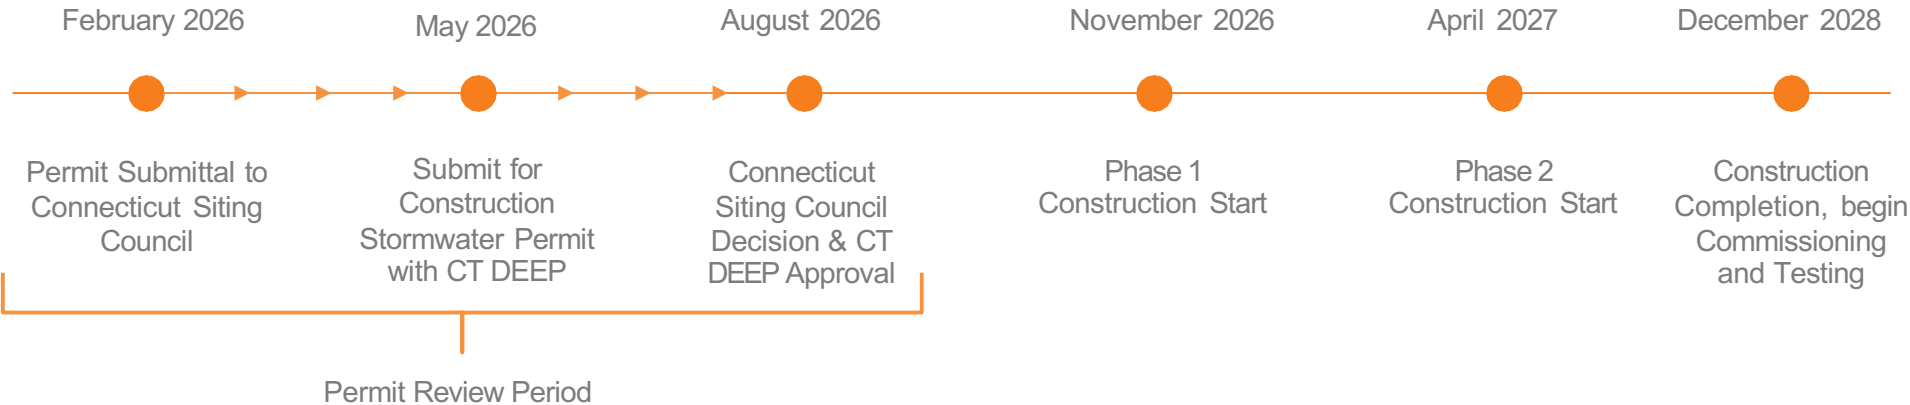 February 2026
May 2026
August 2026
November 2026
April 2027
December 2028
Permit Submittal to
Connecticut Siting
Council
Submit for
Construction
Stormwater Permit
with CT DEEP
Connecticut
Siting Council
Decision & CT
DEEP Approval
Phase 1
Construction Start
Phase 2
Construction Start
Construction
Completion, begin
Commissioning
and Testing
Permit Review Period